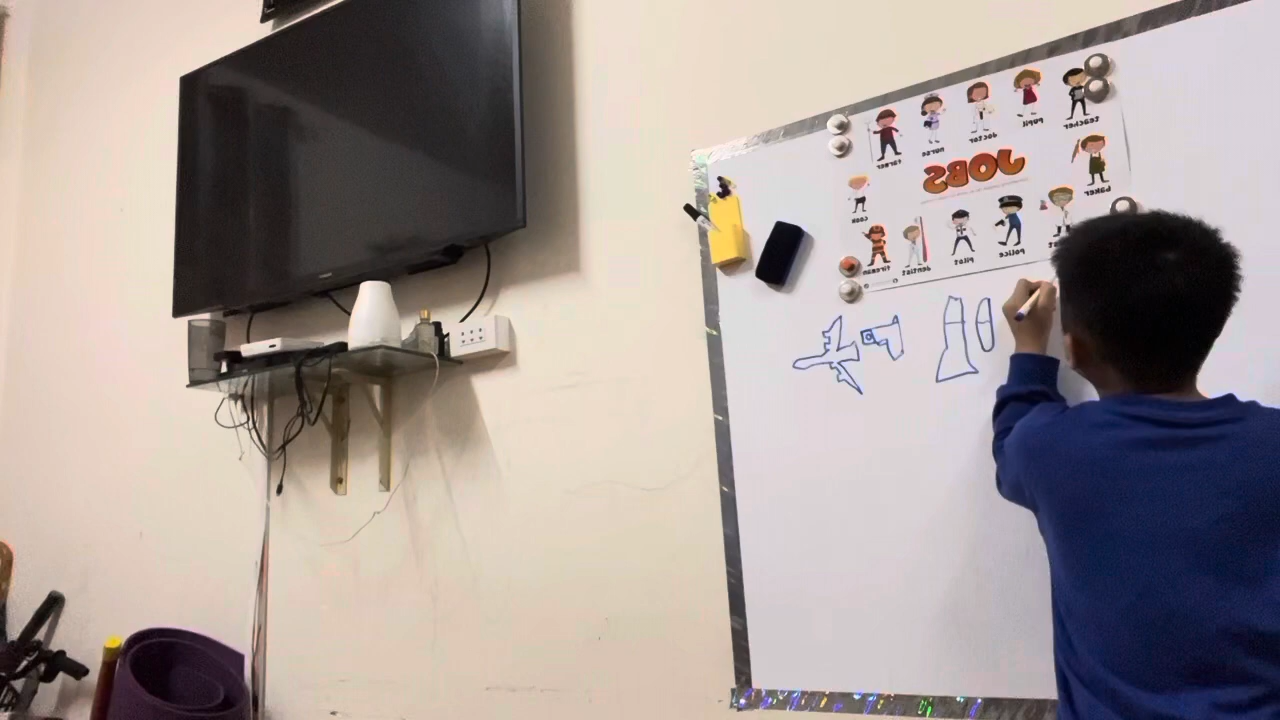 farmer nurse doctor pupil teacher
JOBS
cook baker
fireman dentist pilot police